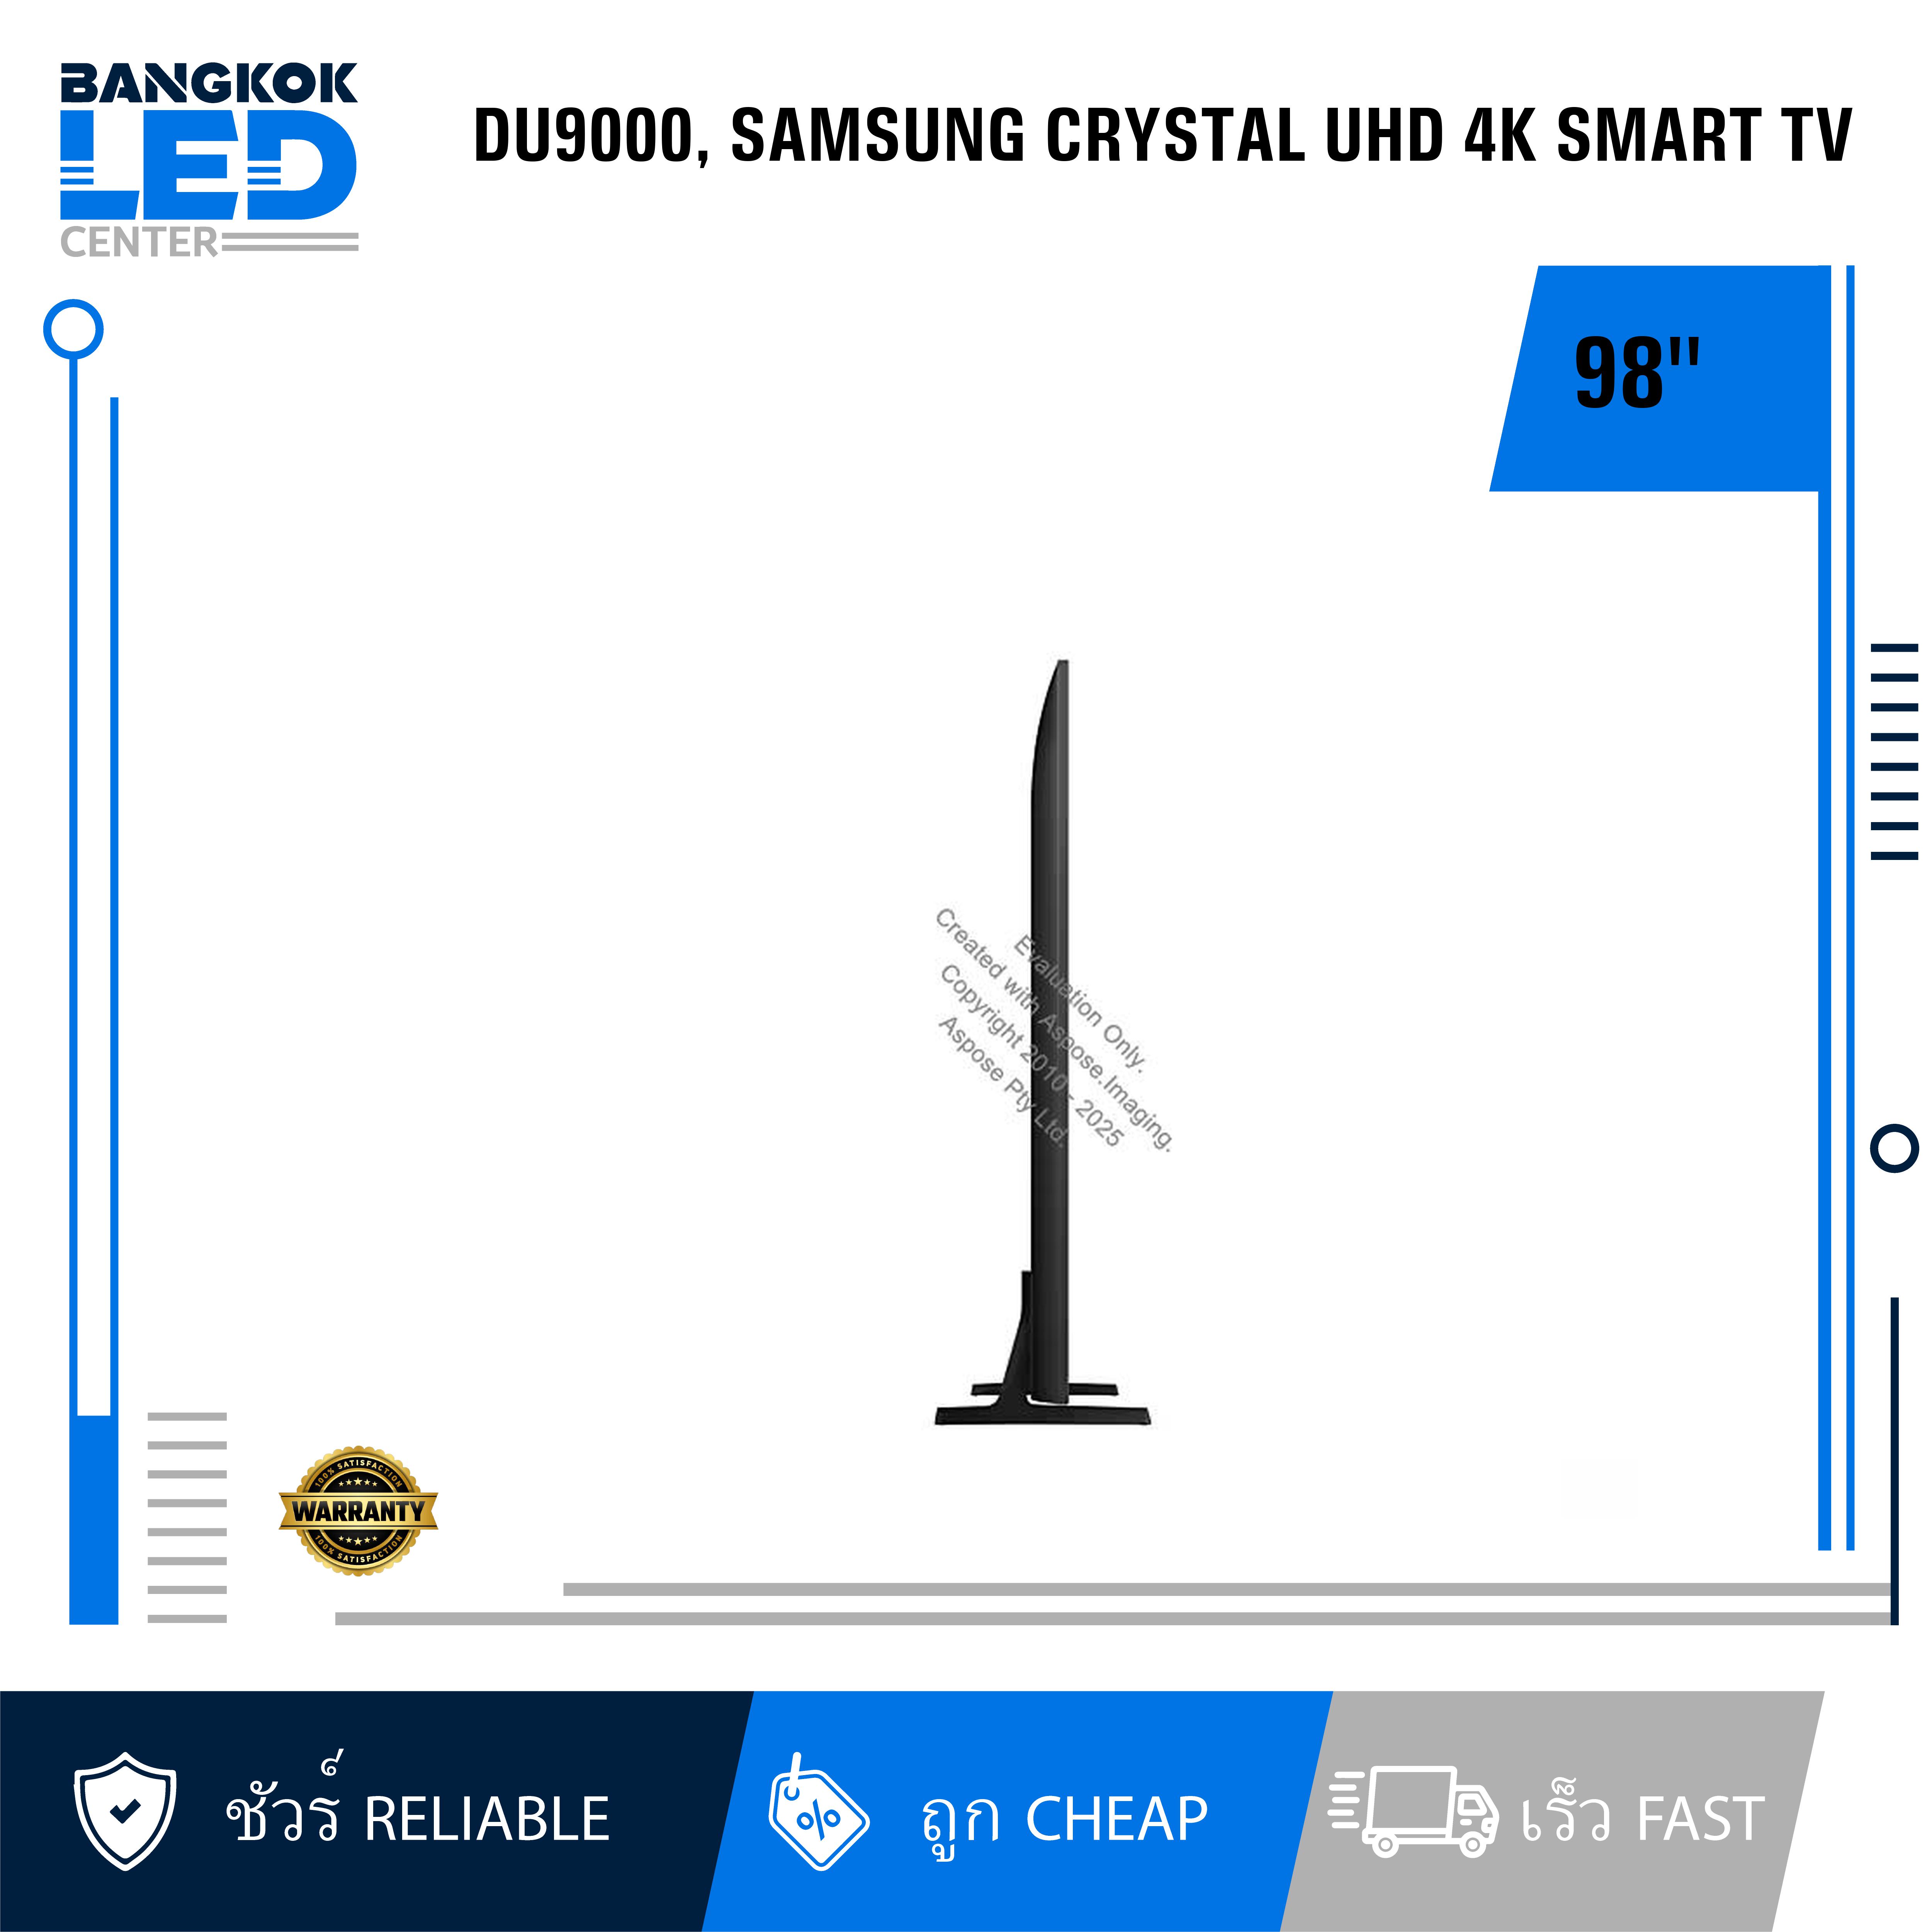 BANGKOK
LED
CENTER
DU9000, SAMSUNG CRYSTAL UHD 4K SMART TV
98"
Evaluation Only.
Created with Aspose.Imaging.
Copyright 2010 - 2025
Aspose Pty Ltd.
100% SATISFACTION
WARRANTY
100% SATISFACTION
ชัวร์ RELIABLE
ถูก CHEAP
เร็ว FAST